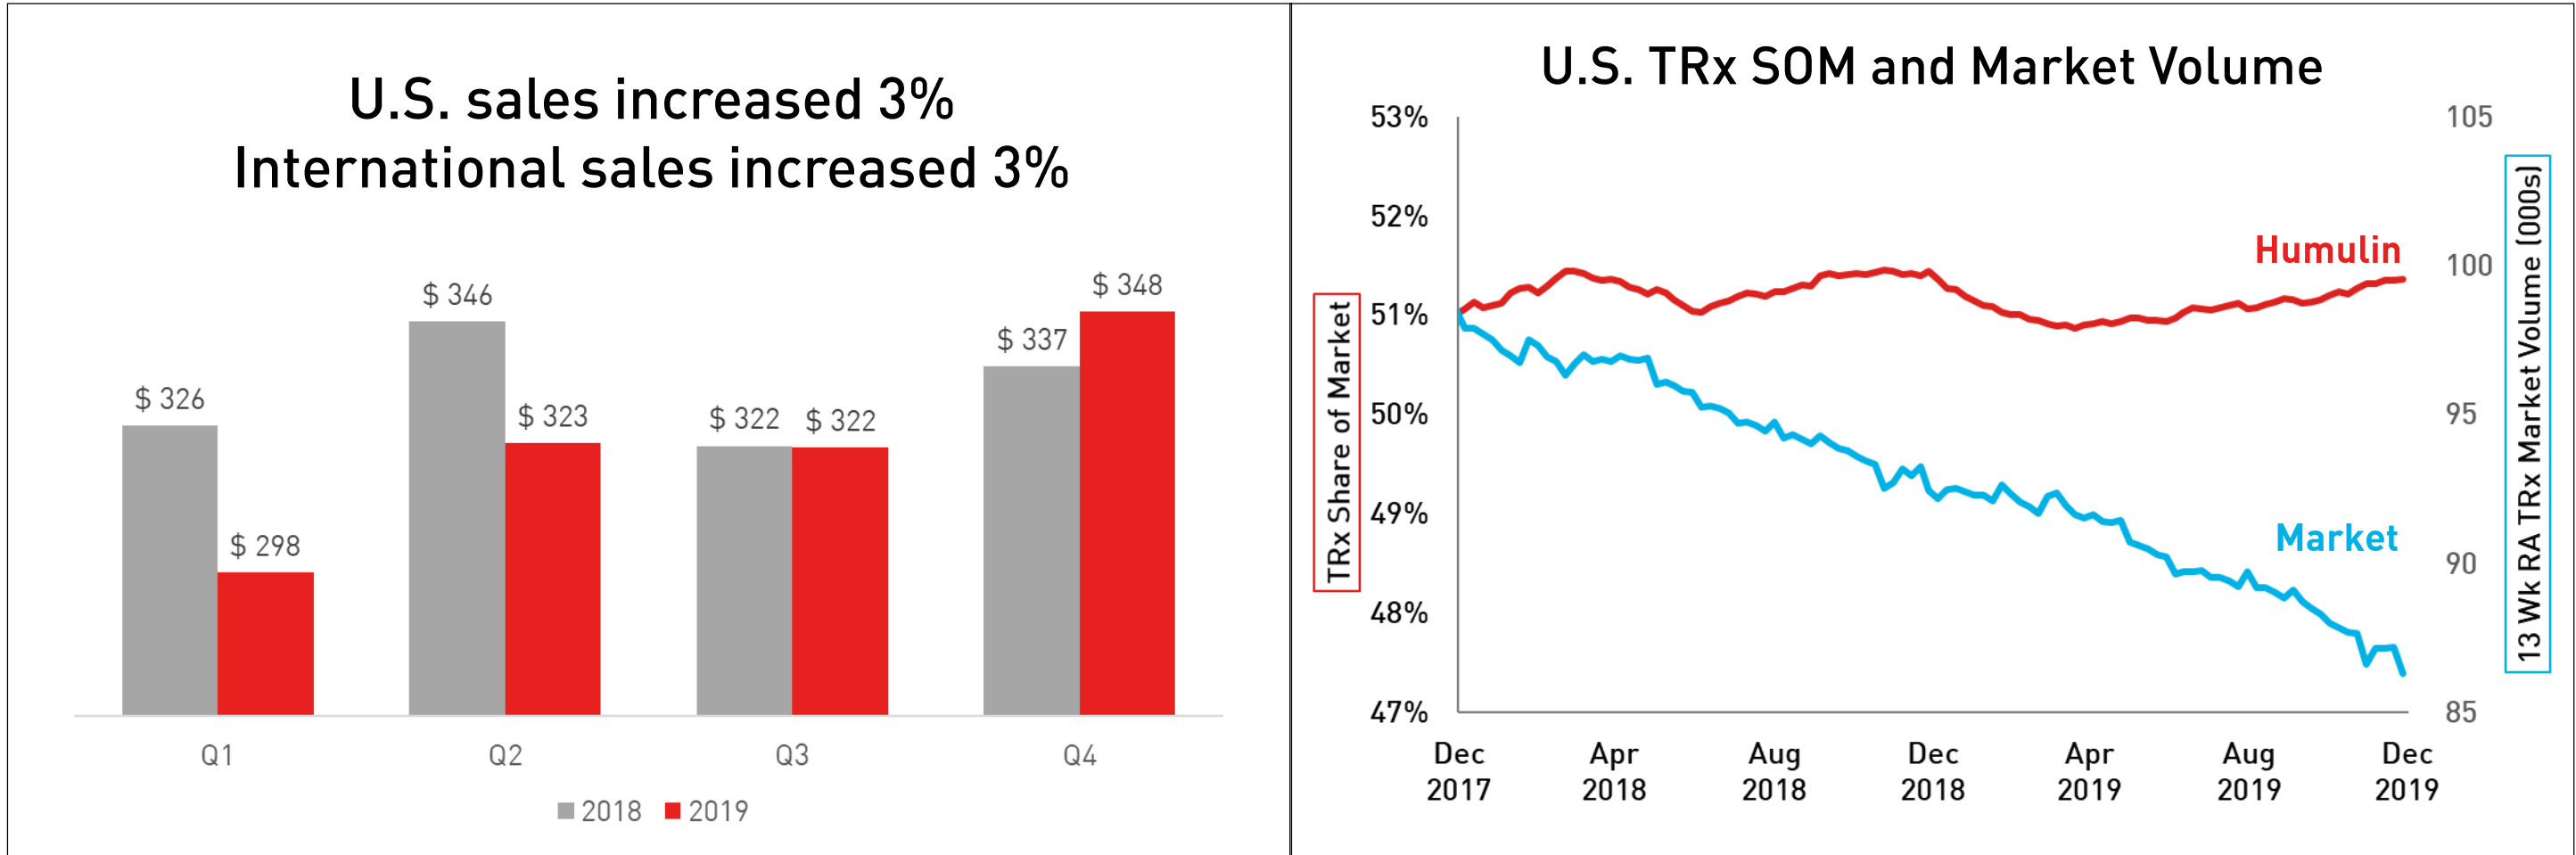 U.S. sales increased 3%
International sales increased 3%
$ 326
$ 298
$ 346
$ 323
$ 322
$ 322
$ 337
$ 348
Q1
Q2
Q3
Q4
2018
2019
U.S. TRx SOM and Market Volume
TRx Share of Market
53%
52%
51%
50%
49%
48%
47%
Humulin
Market
105
100
95
90
85
13 Wk RA TRx Market Volume (000s)
Dec
2017
Apr
2018
Aug
2018
Dec
2018
Apr
2019
Aug
2019
Dec
2019